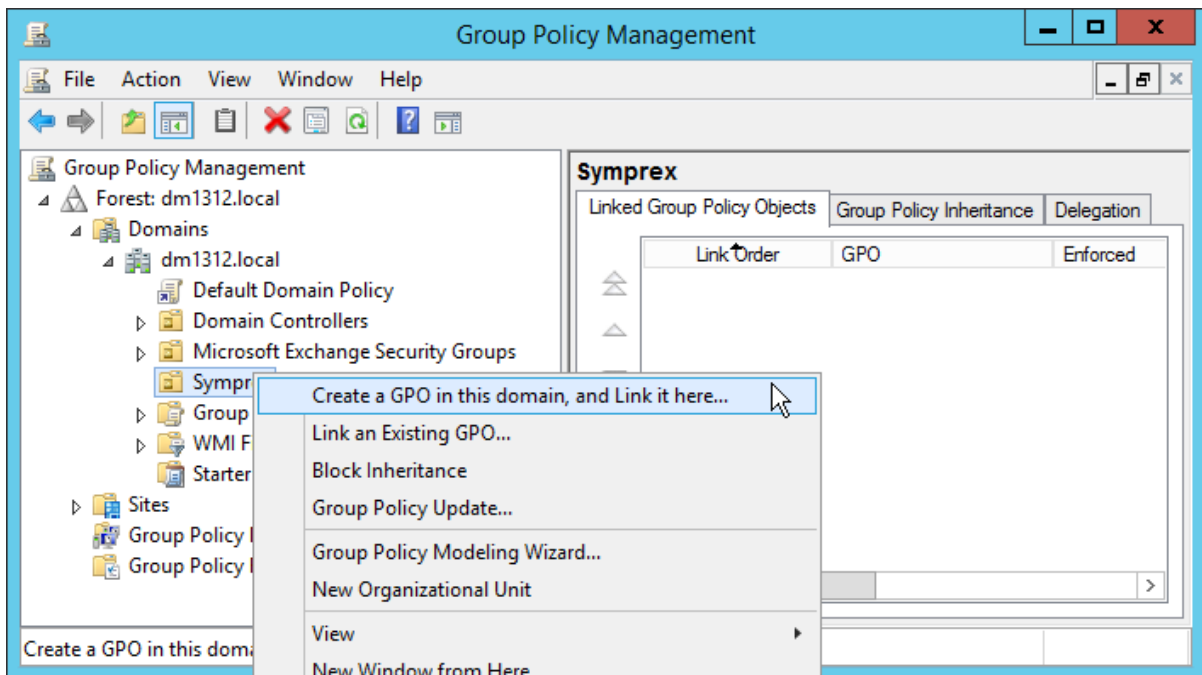 Group Policy Management
File Action View Window Help
Group Policy Management
Forest: dm1312.local
Domains
dm1312.local
Default Domain Policy
Domain Controllers
Microsoft Exchange Security Groups
Sympr
Group
WMI F
Starter
Sites
Group Policy
Group Policy
Symprex
Linked Group Policy Objects Group Policy Inheritance Delegation
Link Order GPO Enforced
Create a GPO in this domain, and Link it here...
Link an Existing GPO...
Block Inheritance
Group Policy Update...
Group Policy Modeling Wizard...
New Organizational Unit
View
New Window from Here
Create a GPO in this doma